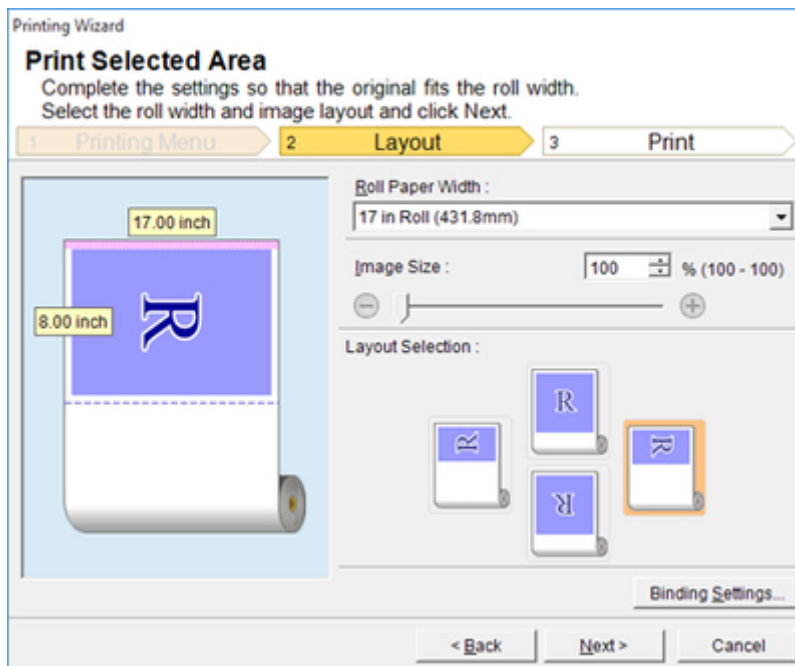 Printing Wizard
Print Selected Area
Complete the settings so that the original fits the roll width.
Select the roll width and image layout and click Next.
1 Printing Menu 2 Layout 3 Print
Roll Paper Width :
17 in Roll (431.8mm)
17.00 inch
Image Size : 100 % (100 - 100)
8.00 inch
R
Layout Selection :
R
R
R
R
Binding Settings...
< Back Next > Cancel